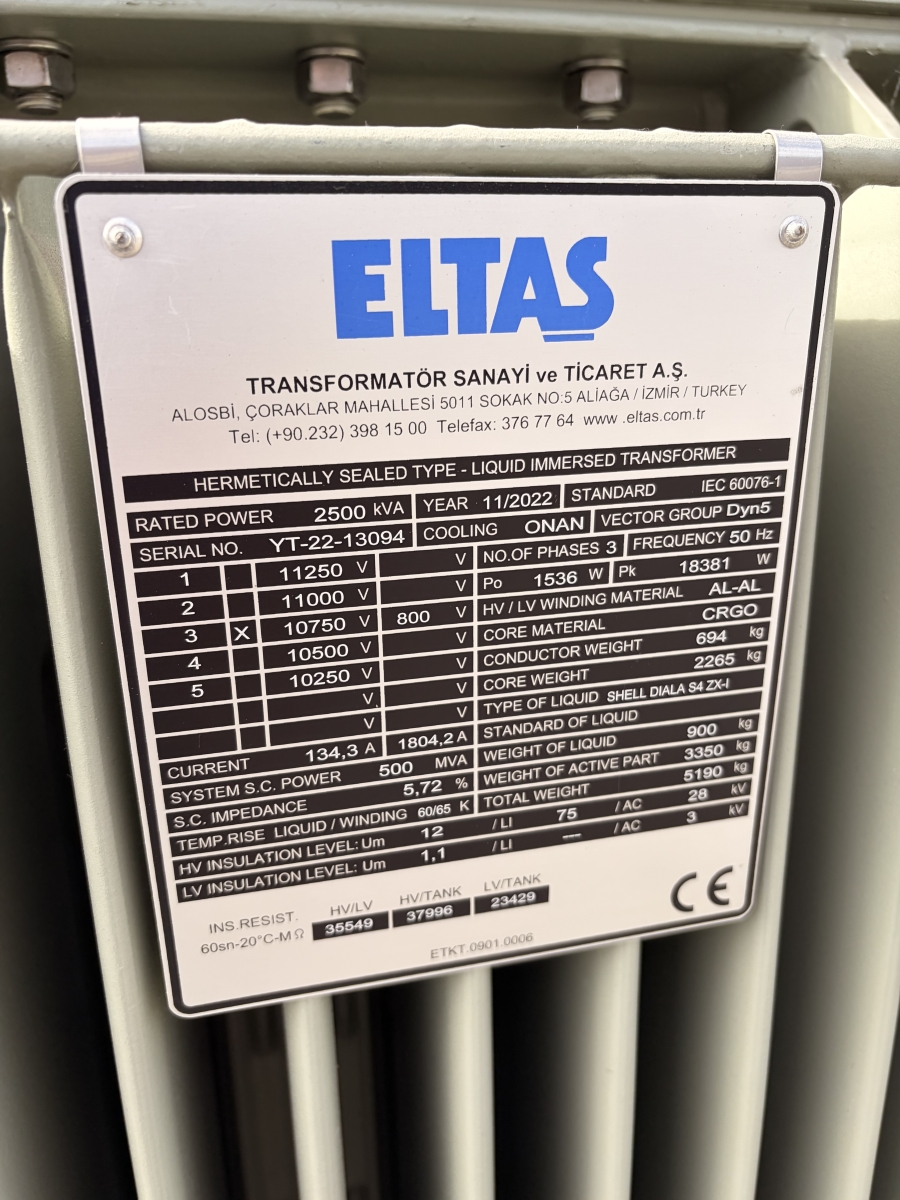 ELTAŞ
TRANSFORMATÖR SANAYİ ve TİCARET A.Ş.
ALOSBİ, ÇORAKLAR MAHALLESİ 5011 SOKAK NO:5 ALİAĞA / İZMİR / TURKEY
Tel: (+90.232) 398 15 00 Telefax: 376 77 64 www .eltas.com.tr
HERMETICALLY SEALED TYPE - LIQUID IMMERSED TRANSFORMER
RATED POWER 2500 kVA YEAR 11/2022 STANDARD IEC 60076-1
SERIAL NO. YT-22-13094 COOLING ONAN VECTOR GROUP Dyn5
1 11250 V V NO.OF PHASES 3 FREQUENCY 50 Hz
2 11000 V V Po 1536 W Pk 18381 W
3 X 10750 V 800 V HV / LV WINDING MATERIAL AL-AL
4 10500 V V CORE MATERIAL CRGO
5 10250 V V CONDUCTOR WEIGHT 694 kg
V V CORE WEIGHT 2265 kg
V V TYPE OF LIQUID SHELL DIALA S4 ZX-I
CURRENT 134,3 A 1804,2 A STANDARD OF LIQUID
SYSTEM S.C. POWER 500 MVA WEIGHT OF LIQUID 900 kg
S.C. IMPEDANCE 5,72 % WEIGHT OF ACTIVE PART 3350 kg
TEMP.RISE LIQUID / WINDING 60/65 K TOTAL WEIGHT 5190 kg
HV INSULATION LEVEL: Um 12 / LI 75 / AC 28 kV
LV INSULATION LEVEL: Um 1,1 / LI — / AC 3 kV
INS.RESIST. HV/LV HV/TANK LV/TANK
60sn-20°C-M Ω 35549 37996 23429
CE
ETKT.0901.0006